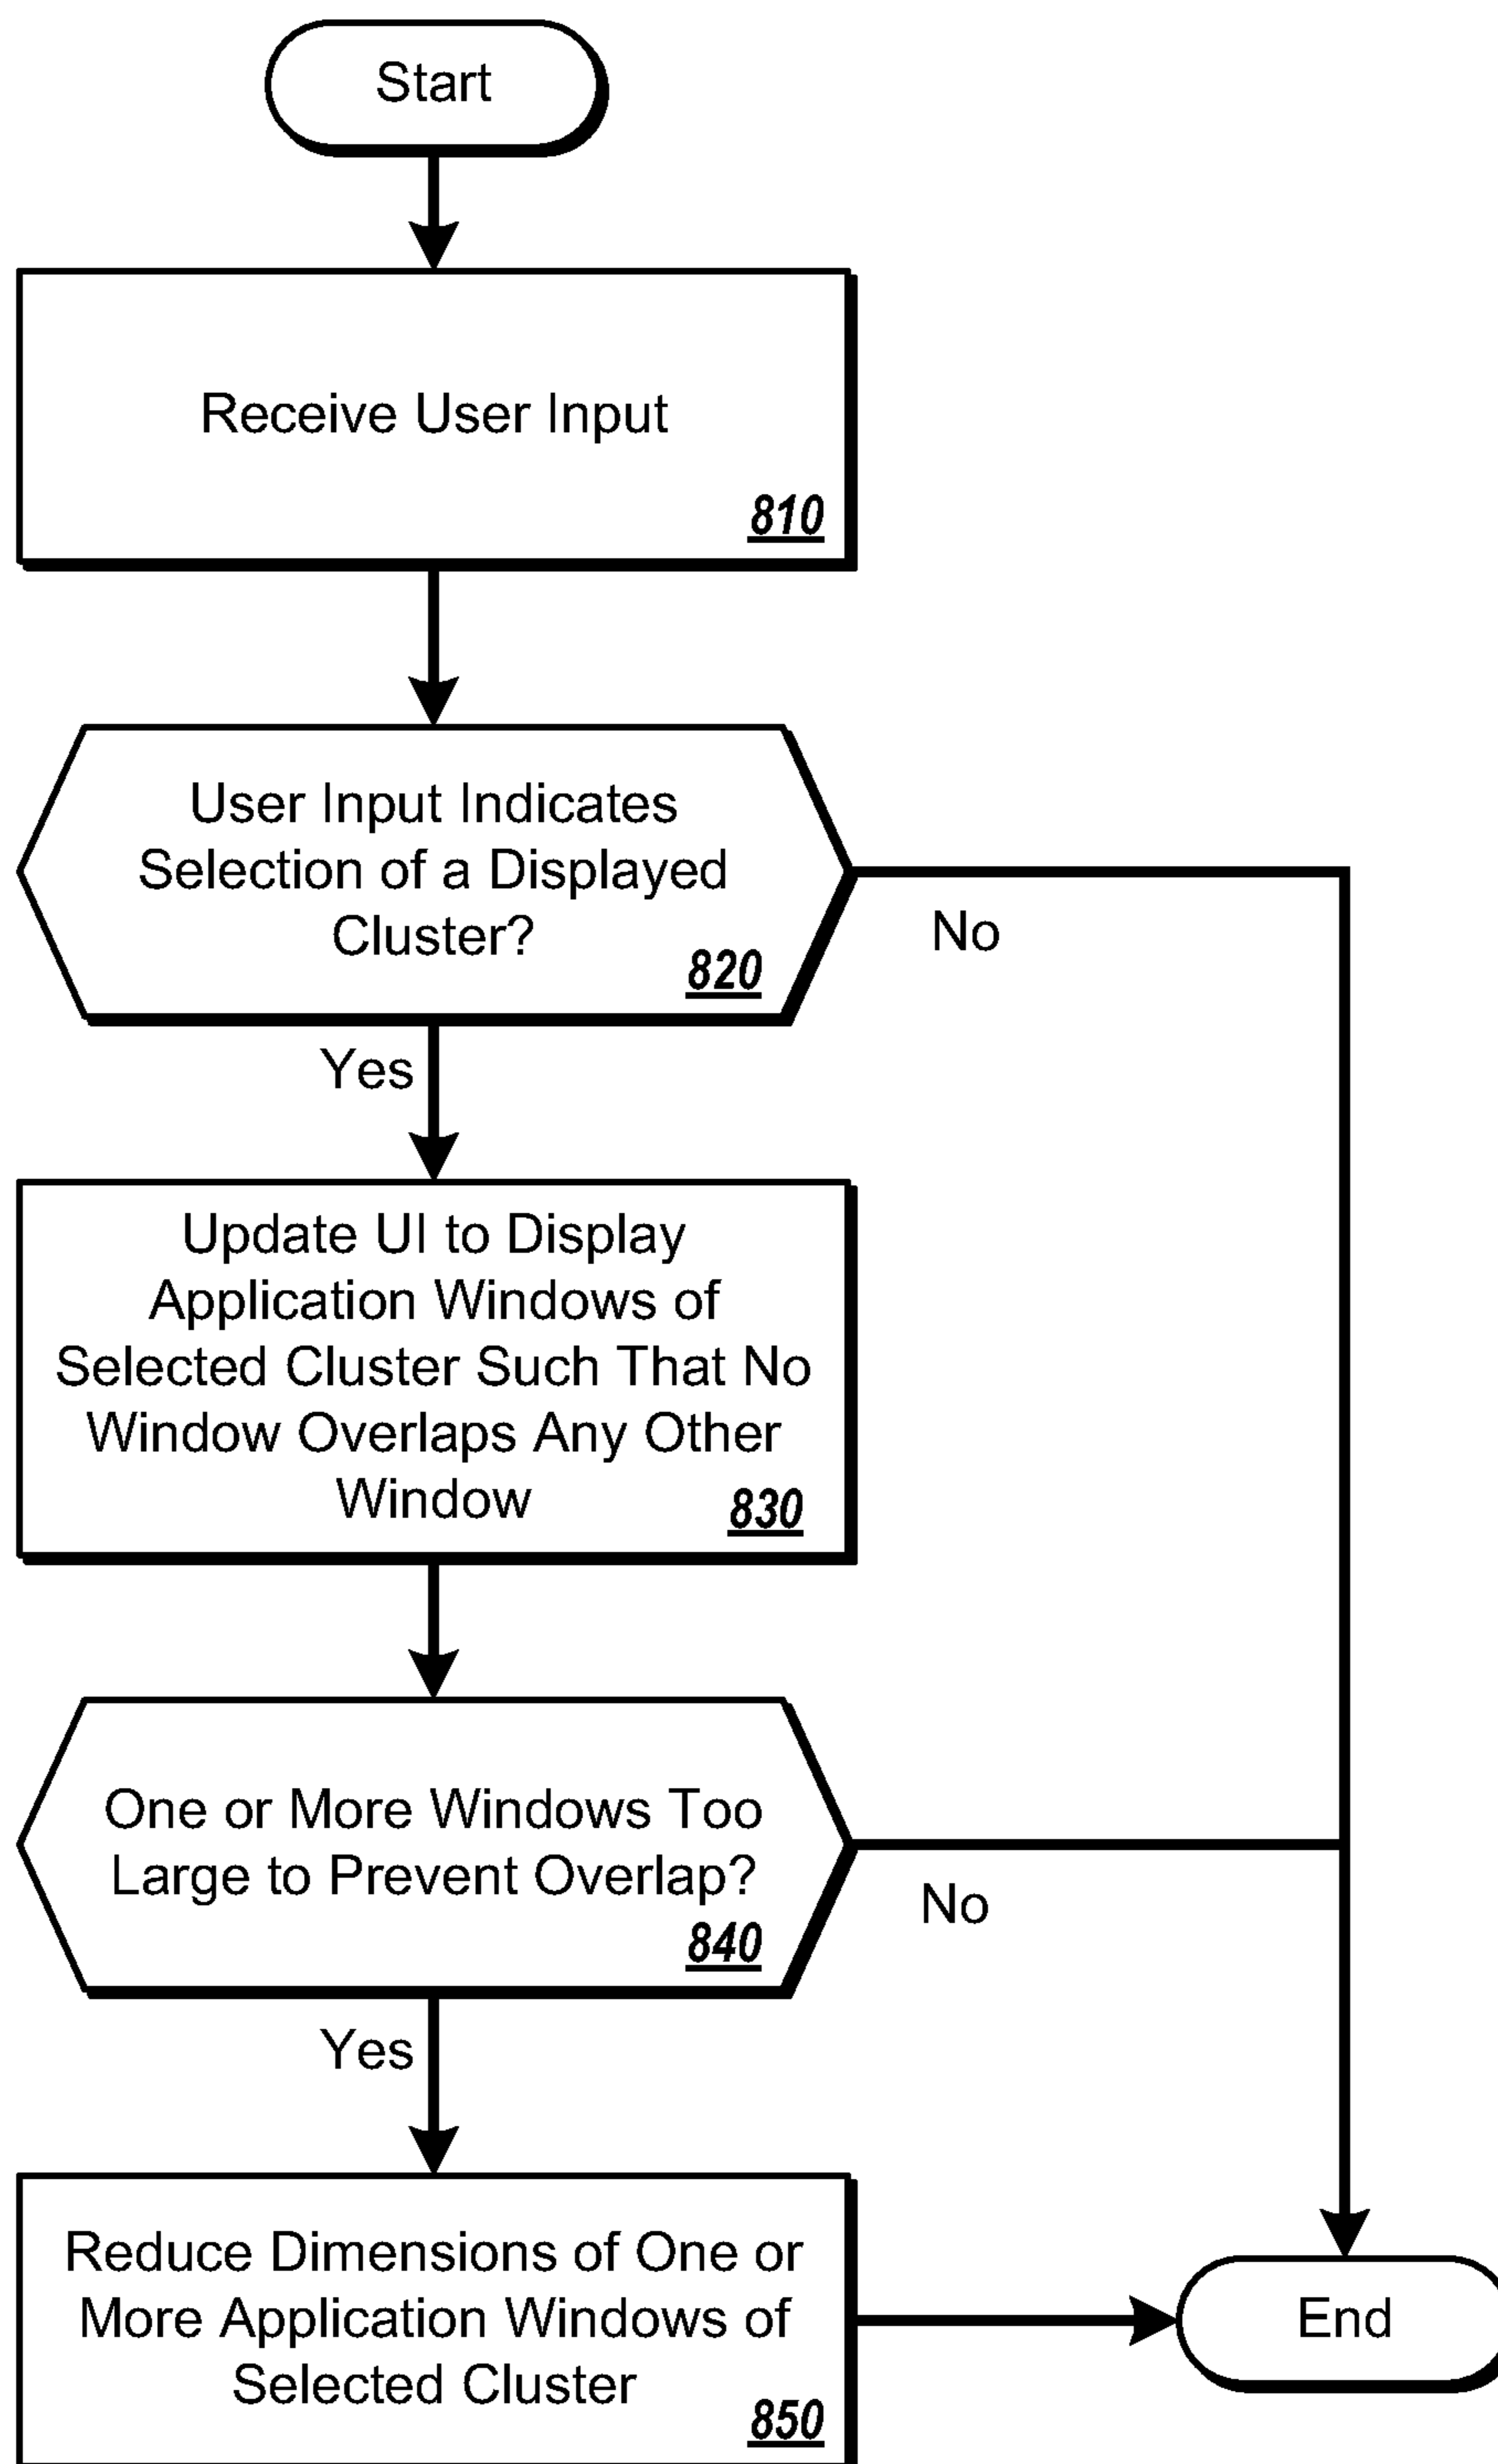 Start
Receive User Input
810
User Input Indicates
Selection of a Displayed
Cluster?
820
No
Yes
Update UI to Display
Application Windows of
Selected Cluster Such That No
Window Overlaps Any Other
Window
830
One or More Windows Too
Large to Prevent Overlap?
840
No
Yes
Reduce Dimensions of One or
More Application Windows of
Selected Cluster
850
End